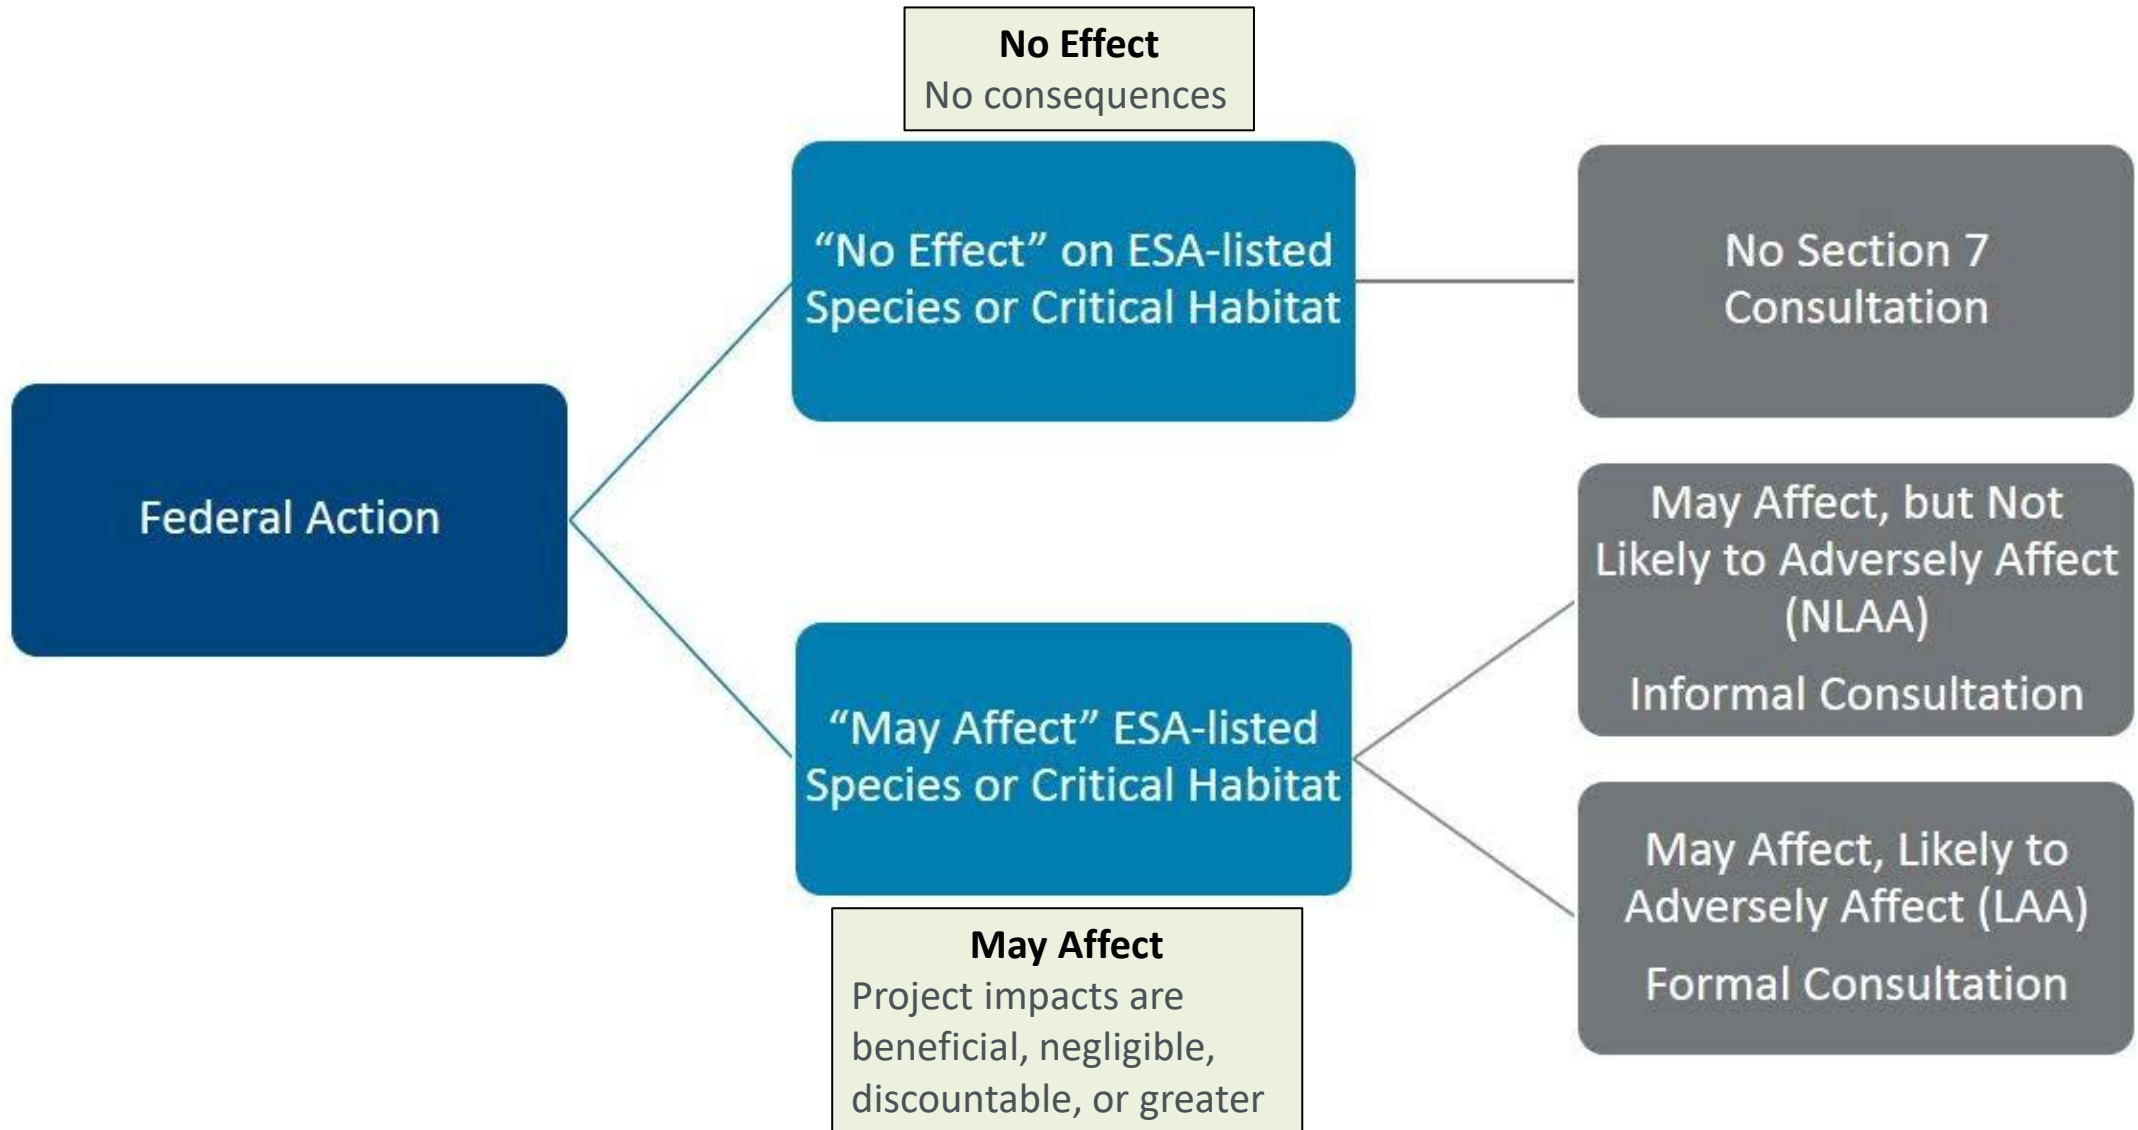 No Effect
No consequences
“No Effect” on ESA-listed
Species or Critical Habitat
No Section 7
Consultation
Federal Action
May Affect, but Not
Likely to Adversely Affect
(NLAA)
Informal Consultation
“May Affect” ESA-listed
Species or Critical Habitat
May Affect, Likely to
Adversely Affect (LAA)
Formal Consultation
May Affect
Project impacts are
beneficial, negligible,
discountable, or greater